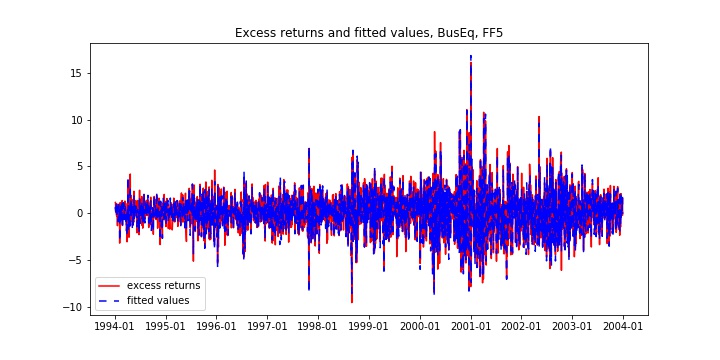 Excess returns and fitted values, BusEq, FF5
15
10
5
0
−5
−10
excess returns
fitted values
1994-01 1995-01 1996-01 1997-01 1998-01 1999-01 2000-01 2001-01 2002-01 2003-01 2004-01